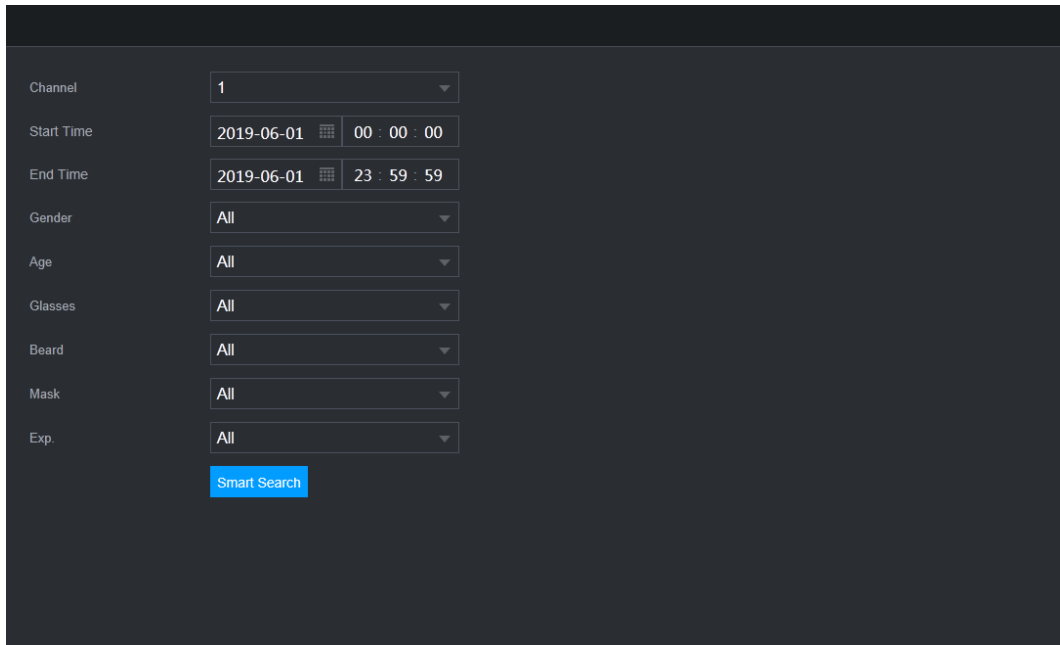 Channel 1
Start Time 2019-06-01 00 : 00 : 00
End Time 2019-06-01 23 : 59 : 59
Gender All
Age All
Glasses All
Beard All
Mask All
Exp. All
Smart Search